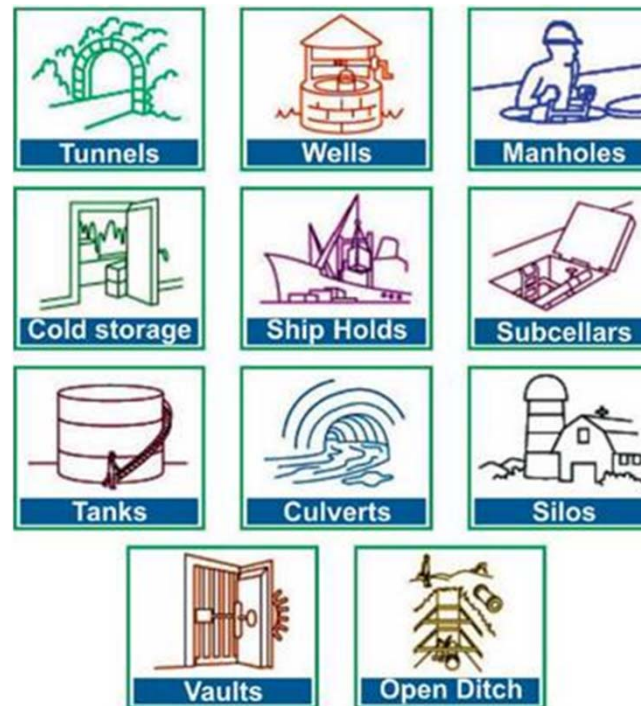 Tunnels
Wells
Manholes
Cold storage
Ship Holds
Subcellars
Tanks
Culverts
Silos
Vaults
Open Ditch